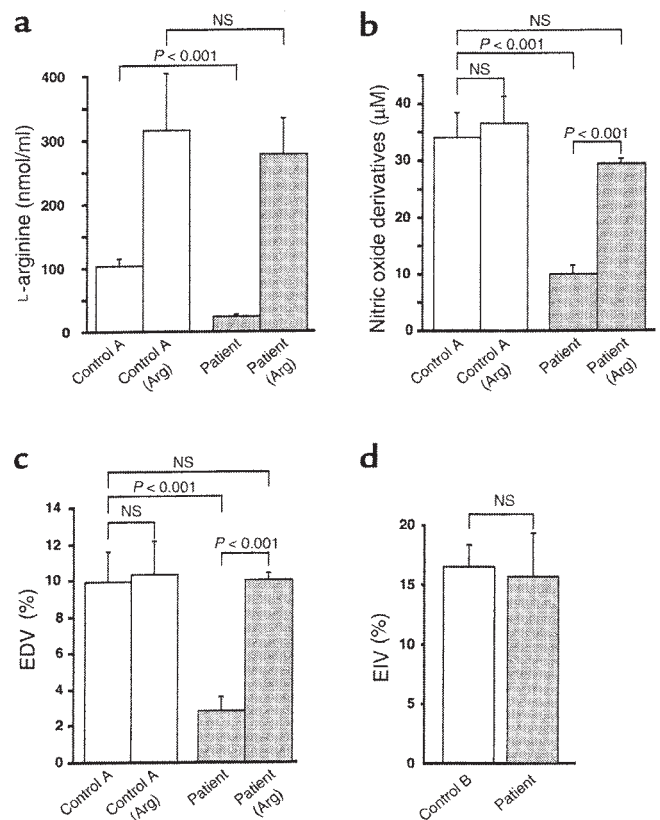 a
NS
P < 0.001
400
300
200
100
0
L-arginine (nmol/ml)
Control A
Control A
(Arg)
Patient
Patient
(Arg)
b
NS
P < 0.001
NS
P < 0.001
40
30
20
10
0
Nitric oxide derivatives (µM)
Control A
Control A
(Arg)
Patient
Patient
(Arg)
c
NS
P < 0.001
NS
P < 0.001
14
12
10
8
6
4
2
0
EDV (%)
Control A
Control A
(Arg)
Patient
Patient
(Arg)
d
NS
20
15
10
5
0
EIV (%)
Control B
Patient